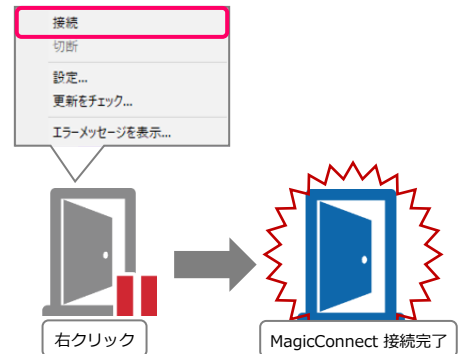 接続
切断
設定...
更新をチェック...
エラーメッセージを表示...
右クリック
MagicConnect 接続完了